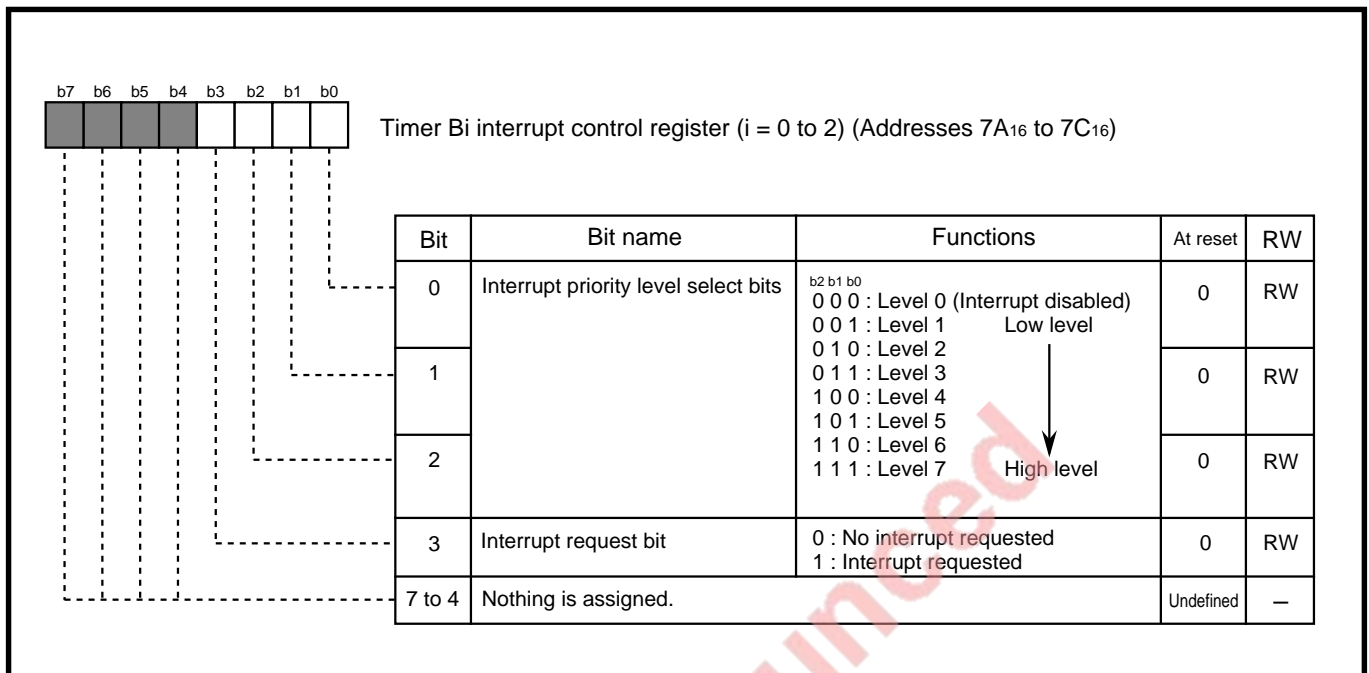 b7 b6 b5 b4 b3 b2 b1 b0
Timer Bi interrupt control register (i = 0 to 2) (Addresses 7A16 to 7C16)
Bit Bit name Functions At reset RW
0 Interrupt priority level select bits b2 b1 b0 0 RW
0 0 0 : Level 0 (Interrupt disabled)
0 0 1 : Level 1 Low level
0 1 0 : Level 2
1 0 1 1 : Level 3 0 RW
1 0 0 : Level 4
1 0 1 : Level 5
1 1 0 : Level 6
2 1 1 1 : Level 7 High level 0 RW
3 Interrupt request bit 0 : No interrupt requested 0 RW
1 : Interrupt requested
7 to 4 Nothing is assigned. Undefined –
unced